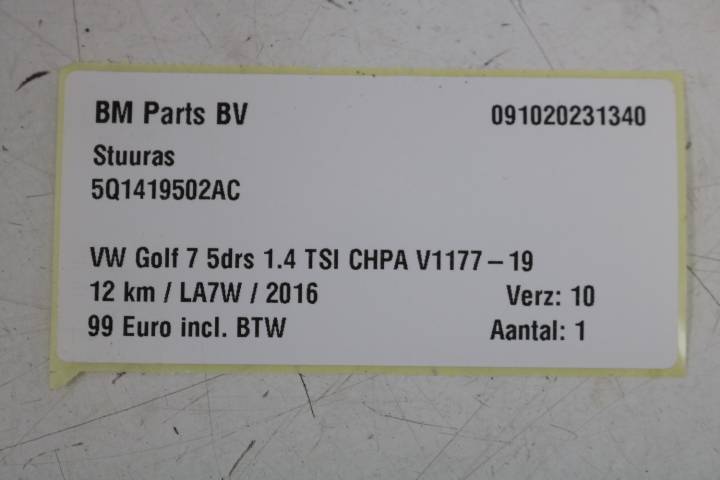 BM Parts BV 091020231340
Stuuras
5Q1419502AC
VW Golf 7 5drs 1.4 TSI CHPA V1177 – 19
12 km / LA7W / 2016 Verz: 10
99 Euro incl. BTW Aantal: 1